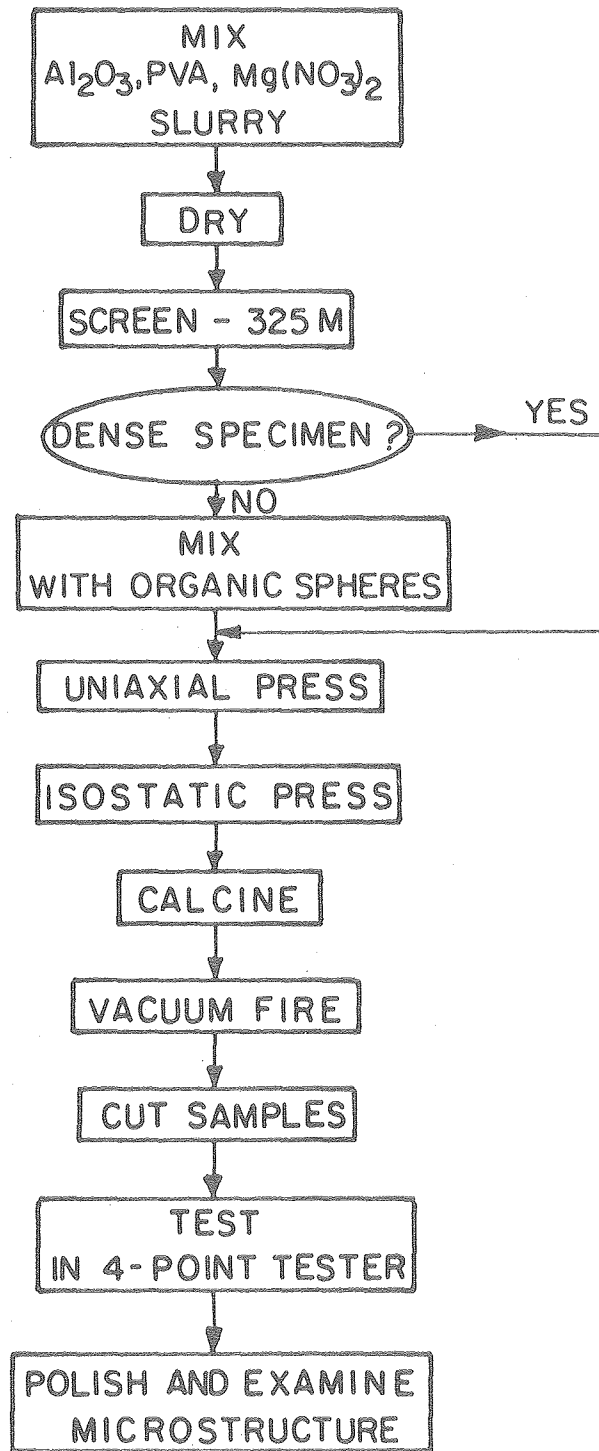 MIX
Al₂O₃, PVA, Mg(NO₃)₂
SLURRY
DRY
SCREEN - 325 M
DENSE SPECIMEN ?
YES
NO
MIX
WITH ORGANIC SPHERES
UNIAXIAL PRESS
ISOSTATIC PRESS
CALCINE
VACUUM FIRE
CUT SAMPLES
TEST
IN 4-POINT TESTER
POLISH AND EXAMINE
MICROSTRUCTURE